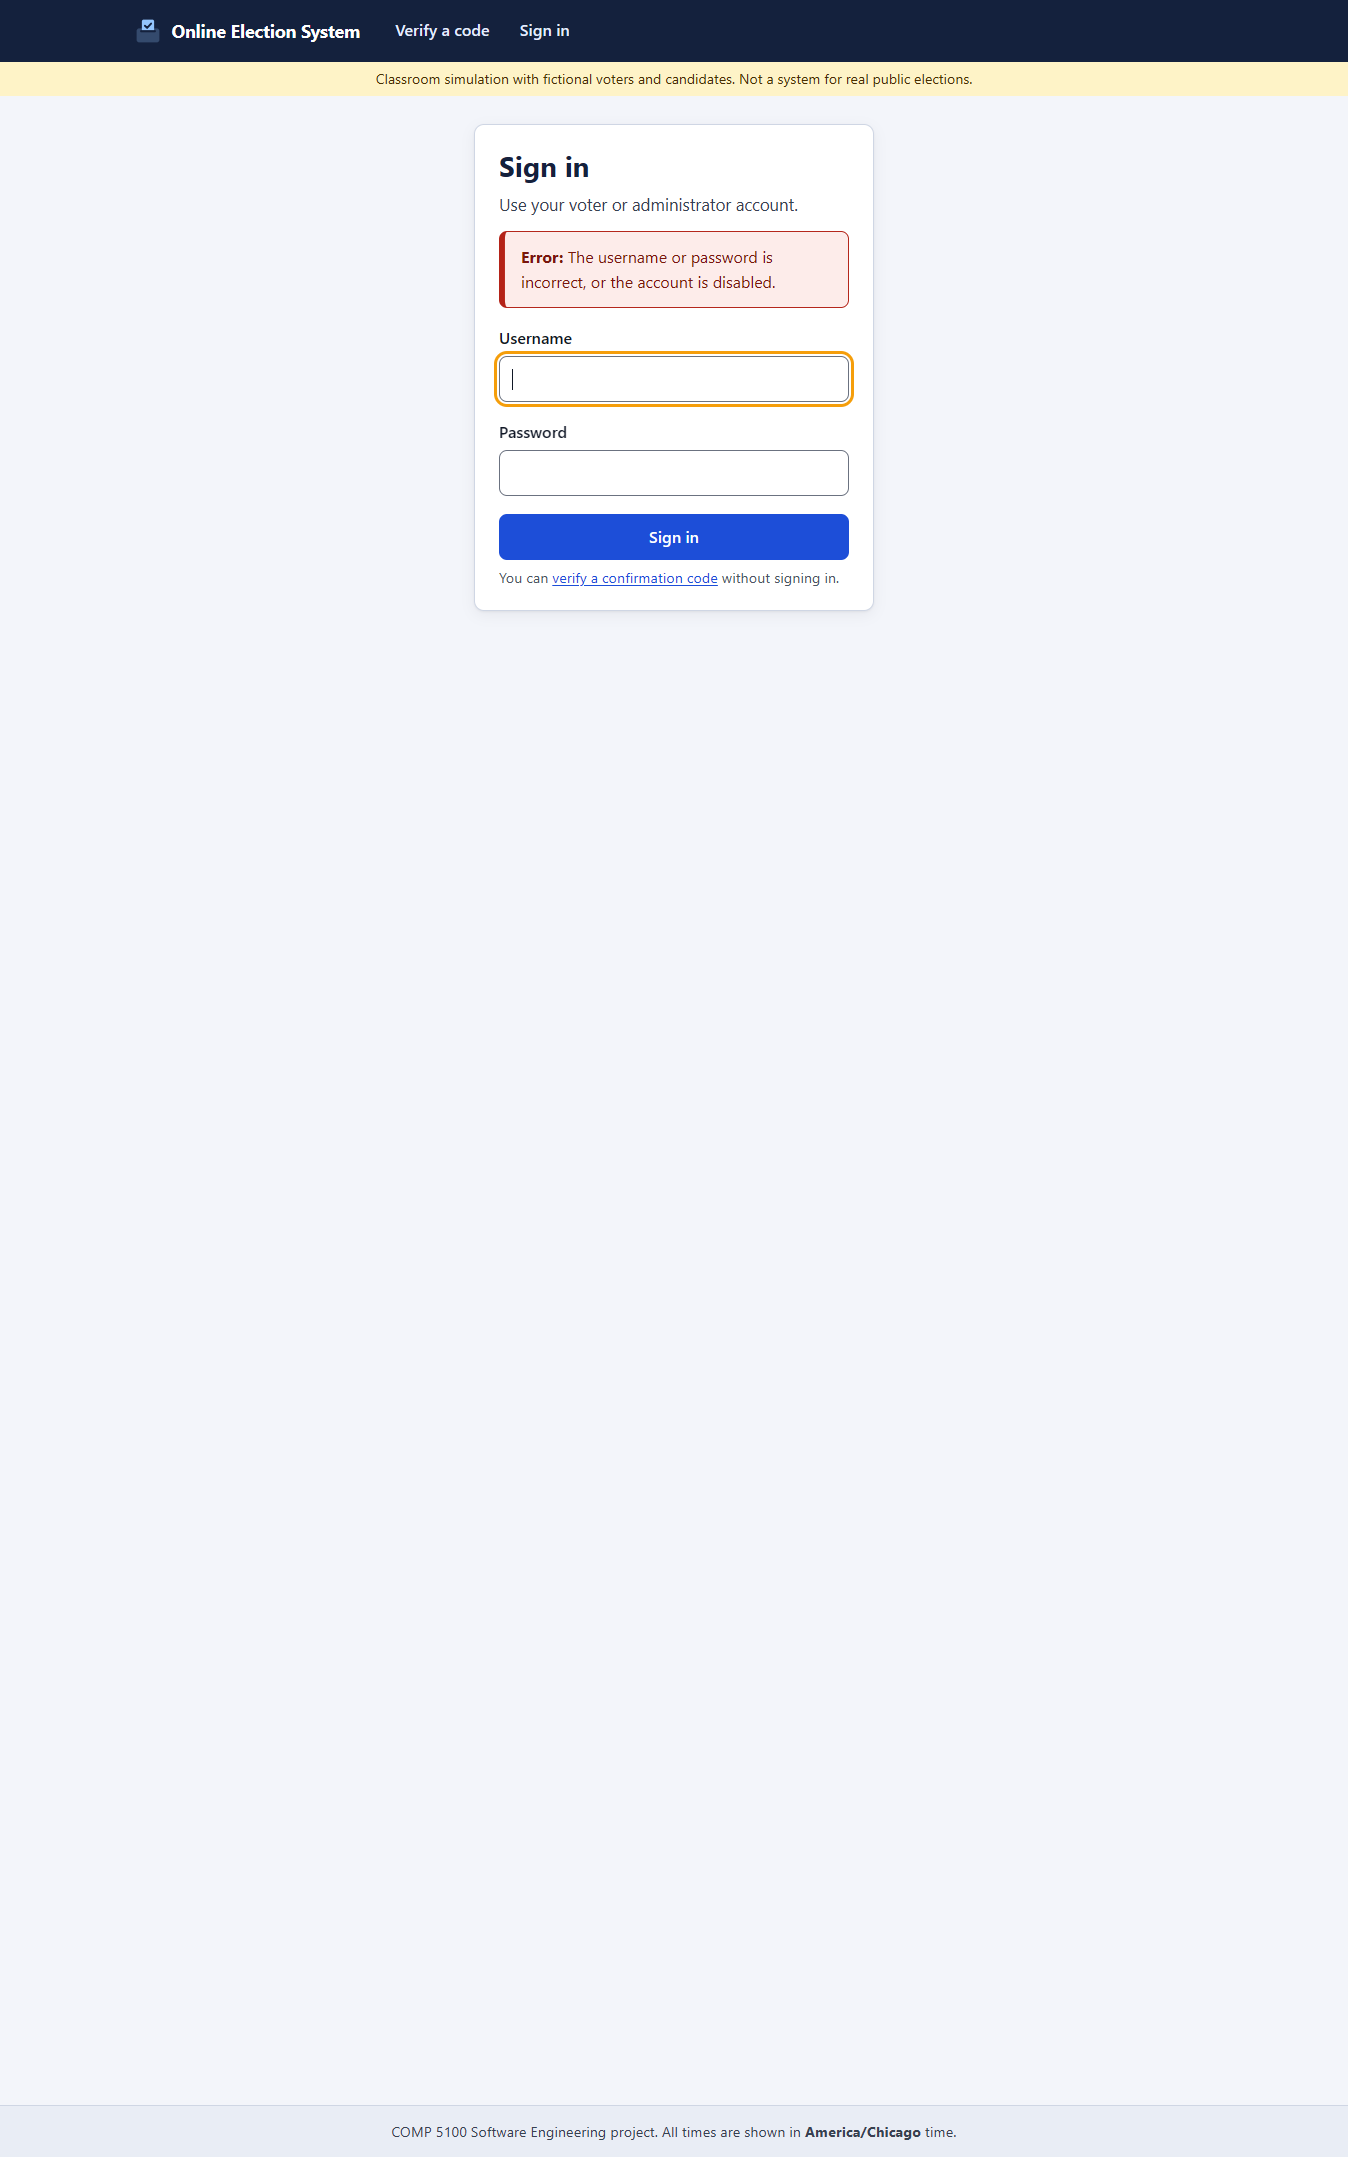 Online Election System Verify a code Sign in
Classroom simulation with fictional voters and candidates. Not a system for real public elections.
Sign in
Use your voter or administrator account.
Error: The username or password is
incorrect, or the account is disabled.
Username
Password
Sign in
You can verify a confirmation code without signing in.
COMP 5100 Software Engineering project. All times are shown in America/Chicago time.